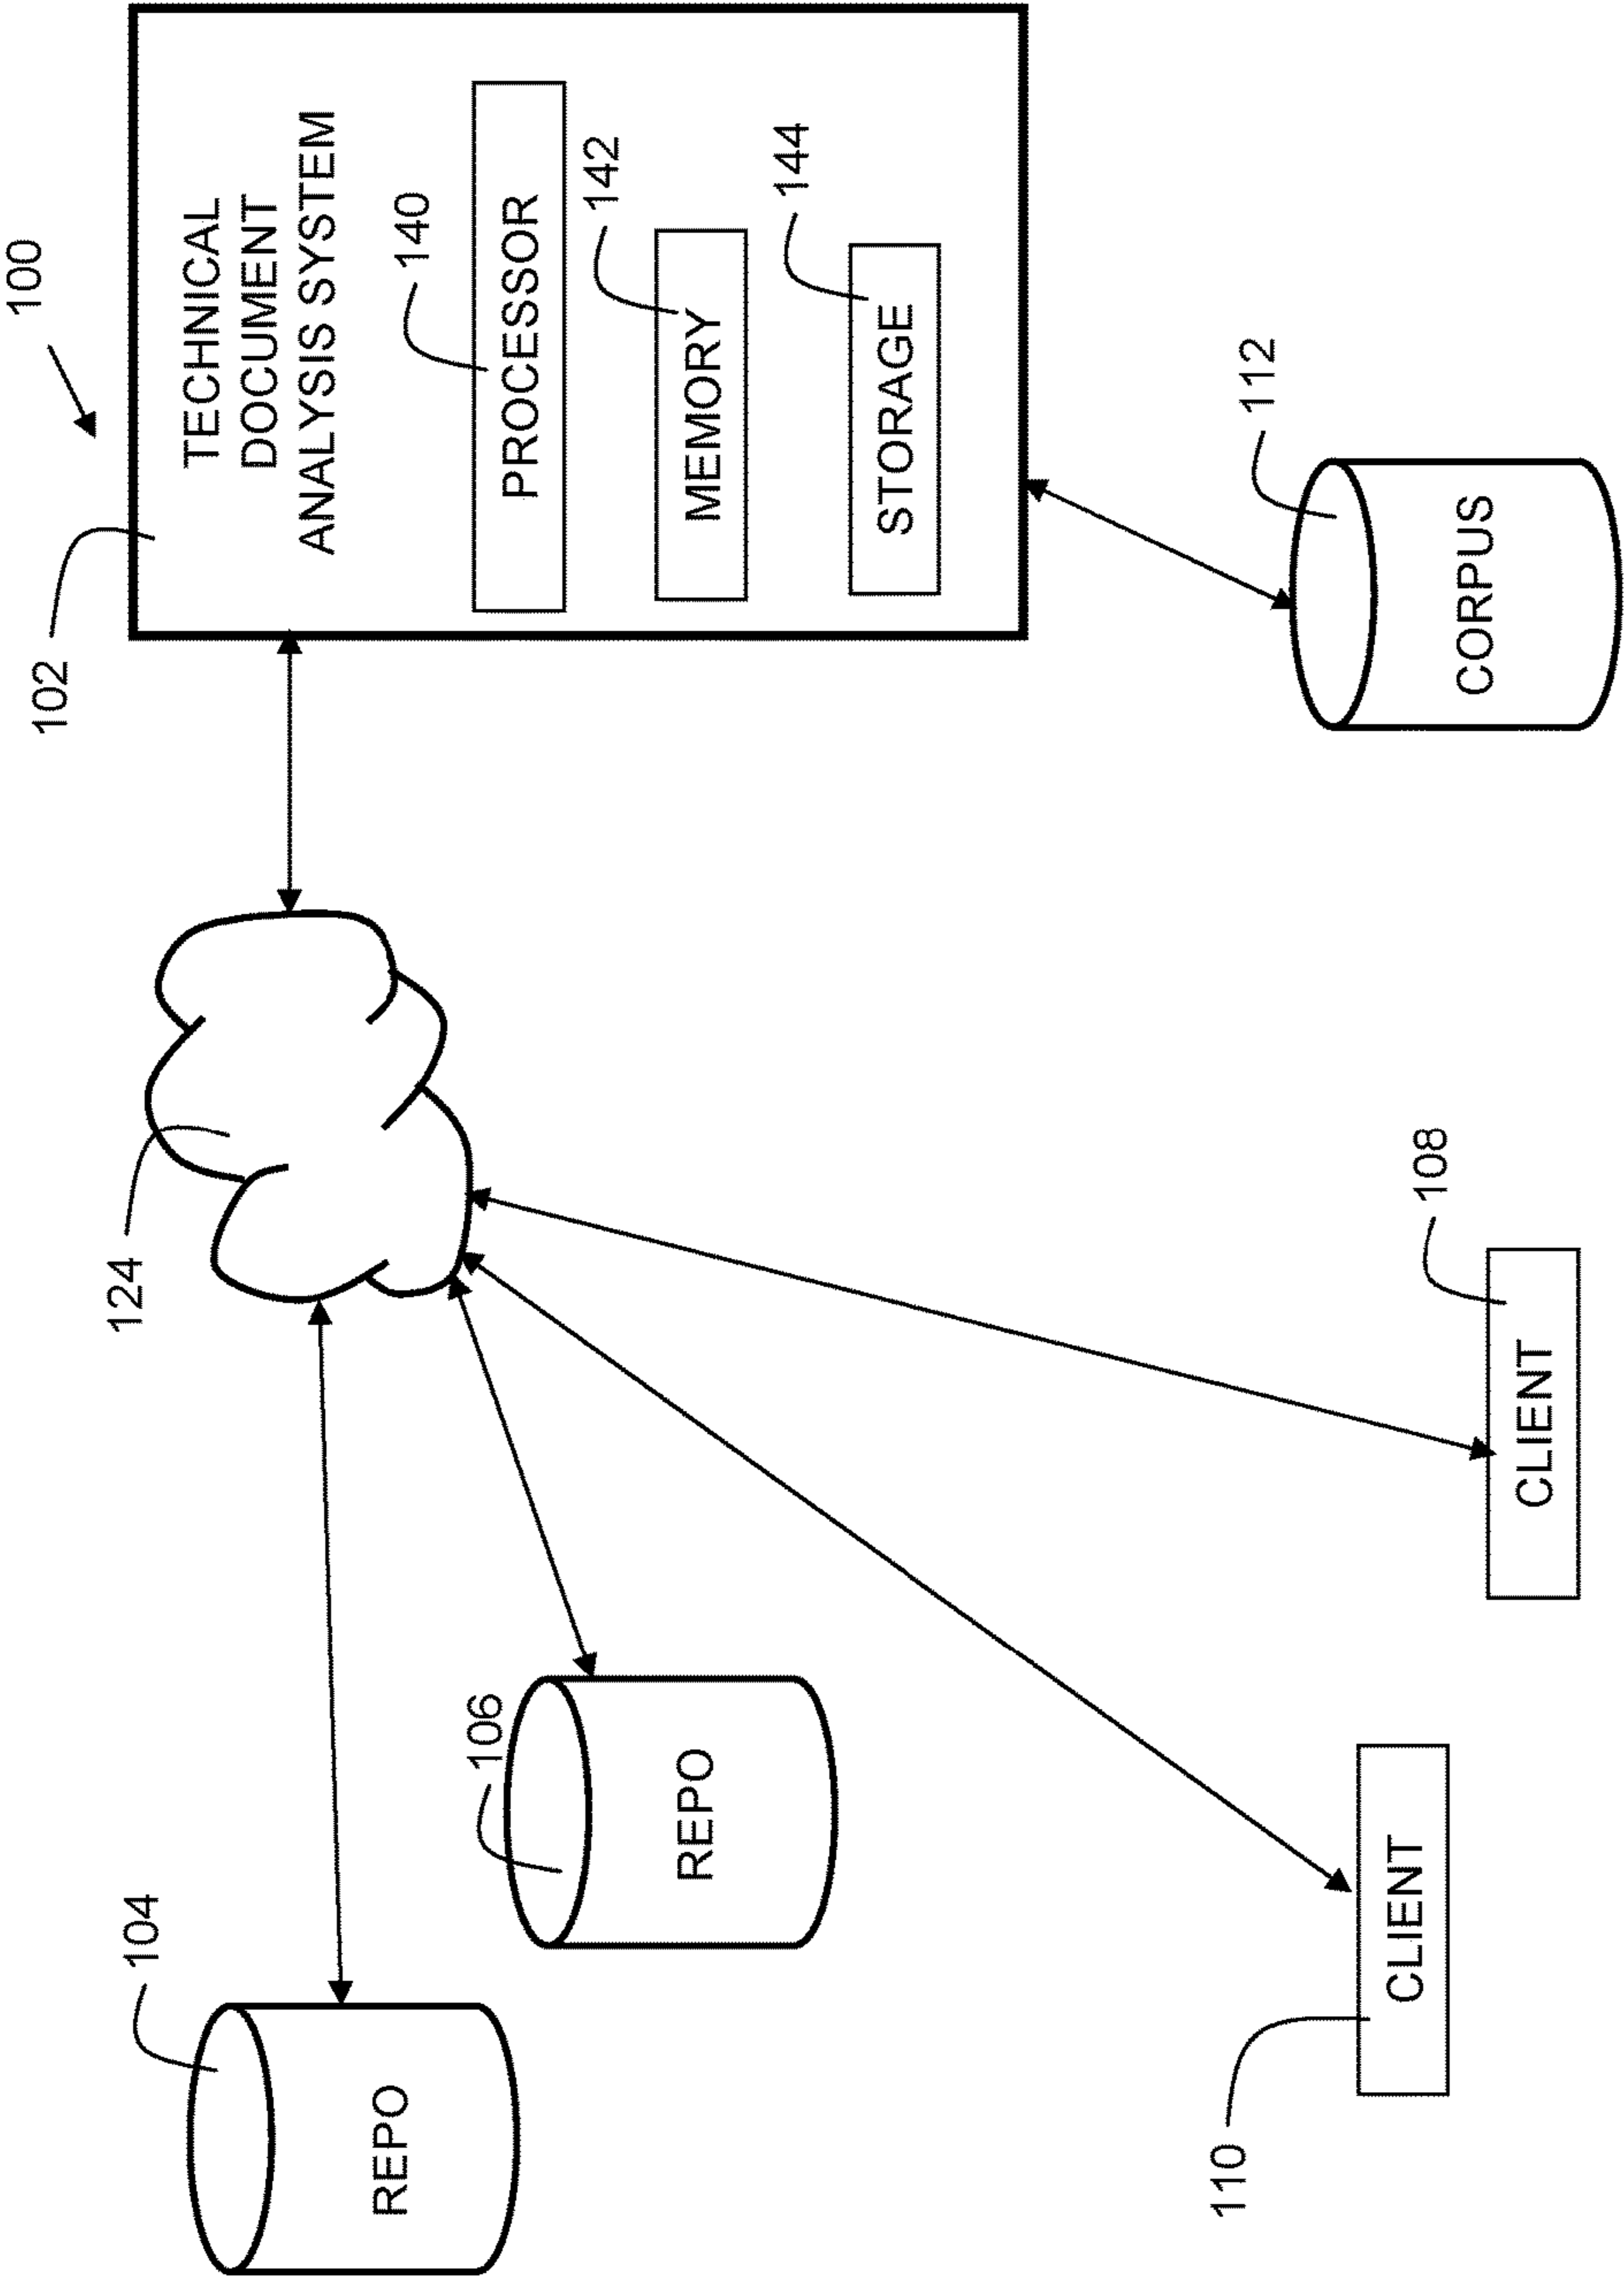 100
102
TECHNICAL
DOCUMENT
ANALYSIS SYSTEM
140
PROCESSOR
142
MEMORY
144
STORAGE
112
CORPUS
124
104
REPO
106
REPO
110
CLIENT
108
CLIENT